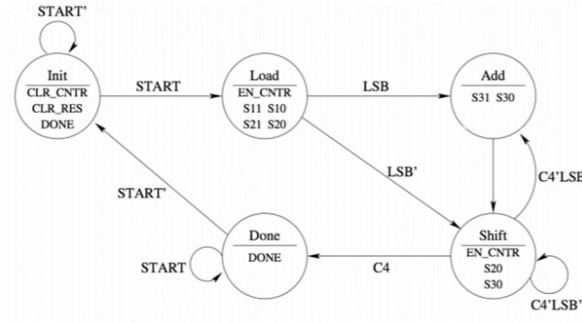 START'
Init
CLR_CNTR
CLR_RES
DONE
START
Load
EN_CNTR
S11 S10
S21 S20
LSB
Add
S31 S30
LSB'
C4'LSB
START'
Done
DONE
START
C4
Shift
EN_CNTR
S20
S30
C4'LSB'